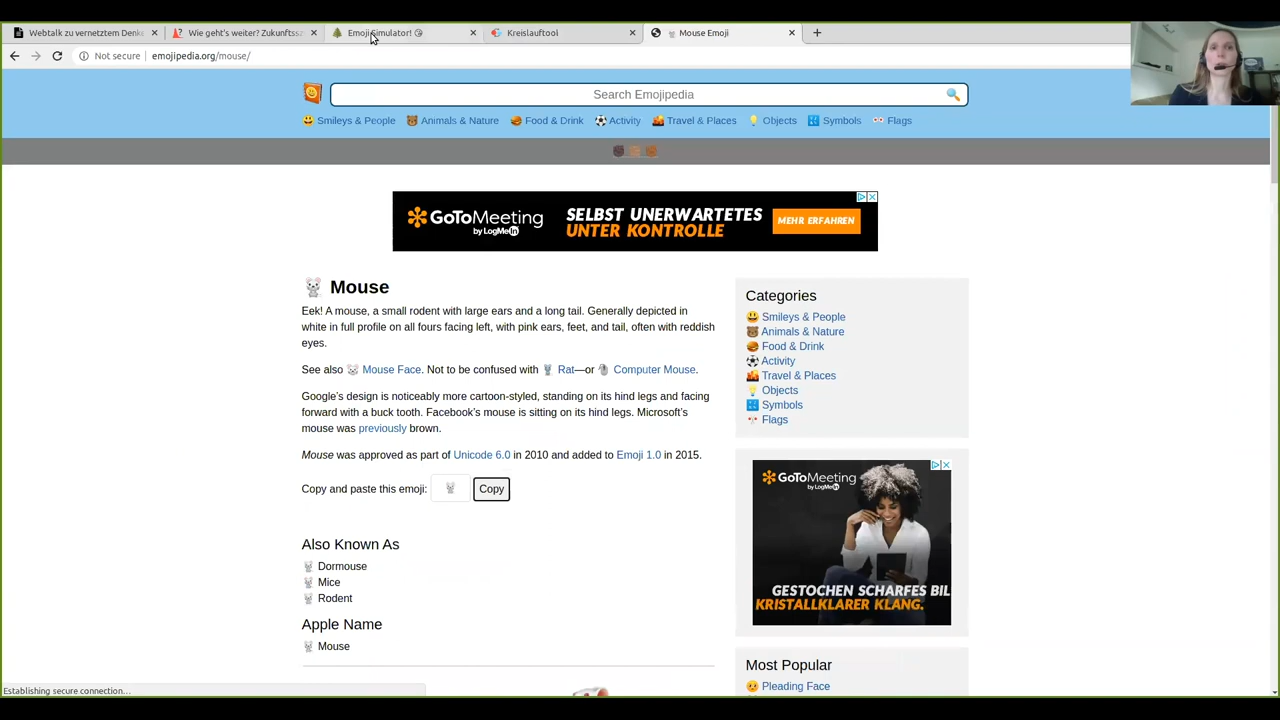 Webtalk zu vernetztem Denke
Wie geht's weiter? Zukunftssz
Emoji Simulator!
Kreislauftool
Mouse Emoji
Not secure
emojipedia.org/mouse/
Search Emojipedia
Smileys & People
Animals & Nature
Food & Drink
Activity
Travel & Places
Objects
Symbols
Flags
GoToMeeting
by LogMeIn
SELBST UNERWARTETES
UNTER KONTROLLE
MEHR ERFAHREN
Mouse
Eek! A mouse, a small rodent with large ears and a long tail. Generally depicted in
white in full profile on all fours facing left, with pink ears, feet, and tail, often with reddish
eyes.
See also Mouse Face. Not to be confused with Rat—or Computer Mouse.
Google's design is noticeably more cartoon-styled, standing on its hind legs and facing
forward with a buck tooth. Facebook's mouse is sitting on its hind legs. Microsoft's
mouse was previously brown.
Mouse was approved as part of Unicode 6.0 in 2010 and added to Emoji 1.0 in 2015.
Copy and paste this emoji:
Copy
Also Known As
Dormouse
Mice
Rodent
Apple Name
Mouse
Categories
Smileys & People
Animals & Nature
Food & Drink
Activity
Travel & Places
Objects
Symbols
Flags
GoToMeeting
by LogMeIn
GESTOCHEN SCHARFES BIL
KRISTALLKLARER KLANG.
Most Popular
Pleading Face
Establishing secure connection…